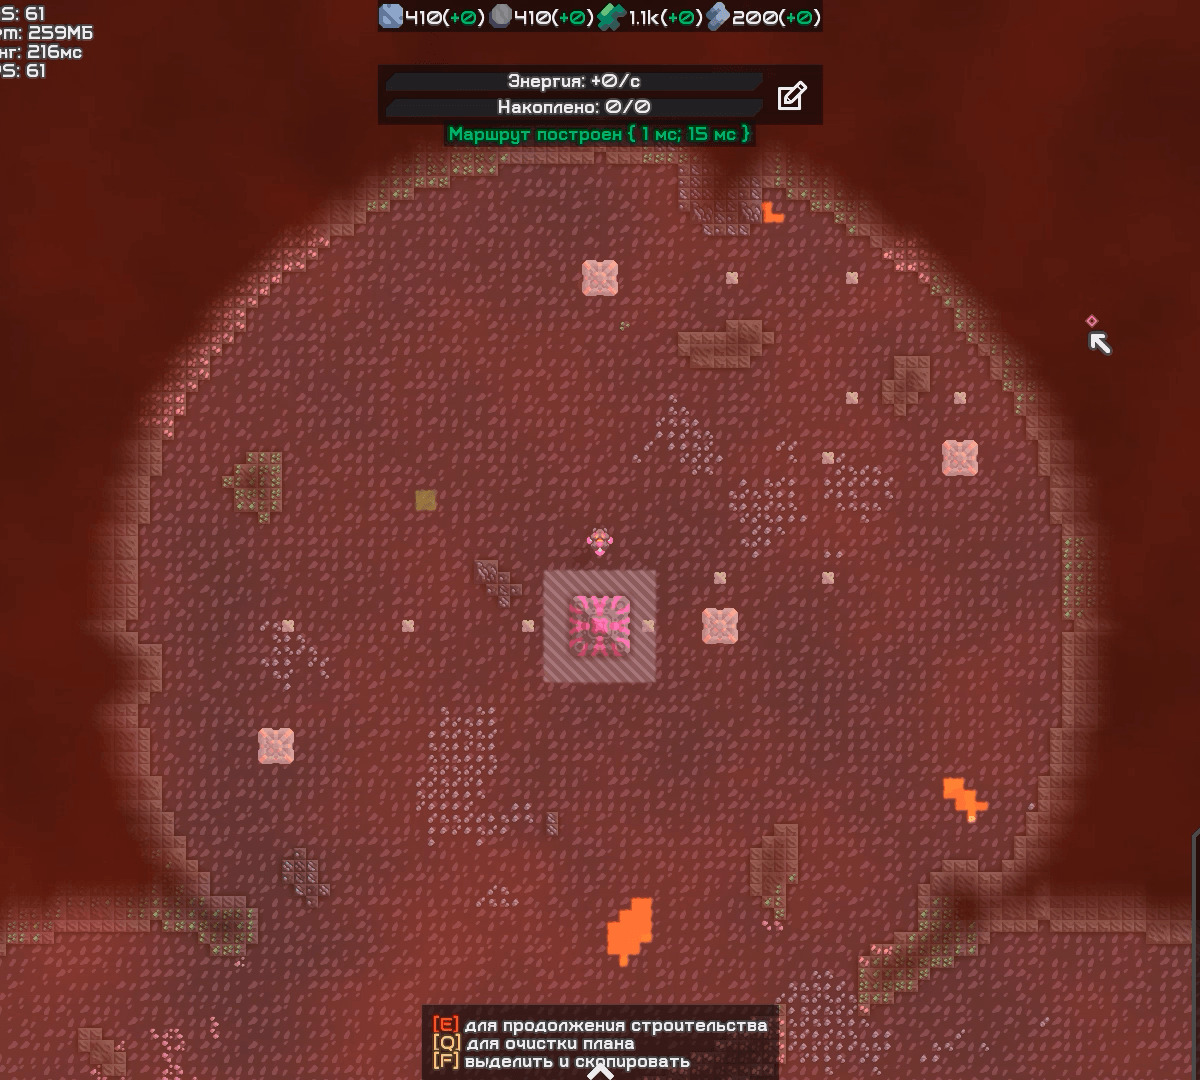 S: 61
m: 259МБ
нг: 216мс
S: 61
410(+0) 410(+0) 1.1k(+0) 200(+0)
Энергия: +0/с
Накоплено: 0/0
Маршрут построен { 1 мс; 15 мс }
[E] для продолжения строительства
[Q] для очистки плана
[F] выделить и скопировать